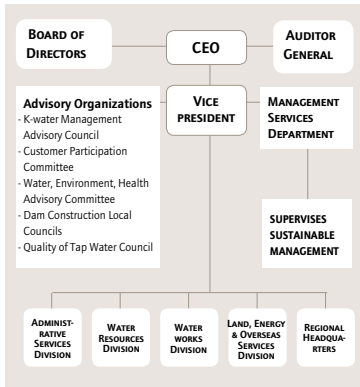 BOARD OF
DIRECTORS
CEO
AUDITOR
GENERAL
Advisory Organizations
- K-water Management
Advisory Council
- Customer Participation
Committee
- Water, Environment, Health
Advisory Committee
- Dam Construction Local
Councils
- Quality of Tap Water Council
VICE
PRESIDENT
MANAGEMENT
SERVICES
DEPARTMENT
SUPERVISES
SUSTAINABLE
MANAGEMENT
ADMINIST-
RATIVE
SERVICES
DIVISION
WATER
RESOURCES
DIVISION
WATER
WORKS
DIVISION
LAND, ENERGY
& OVERSEAS
SERVICES
DIVISION
REGIONAL
HEADQUA-
RTERS